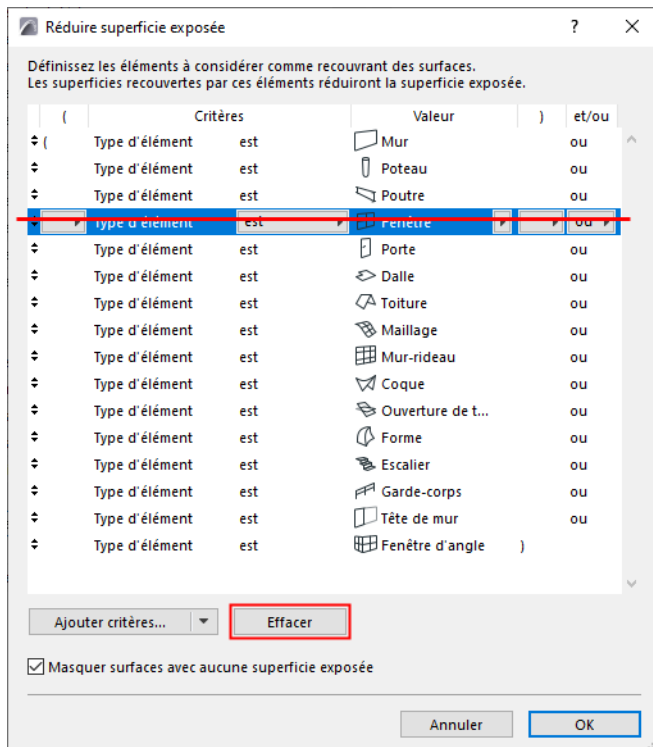 Réduire superficie exposée ?
Définissez les éléments à considérer comme recouvrant des surfaces.
Les superficies recouvertes par ces éléments réduiront la superficie exposée.
( Critères Valeur ) et/ou
( Type d'élément est Mur ou
Type d'élément est Poteau ou
Type d'élément est Poutre ou
Type d'élément est Fenêtre ou
Type d'élément est Porte ou
Type d'élément est Dalle ou
Type d'élément est Toiture ou
Type d'élément est Maillage ou
Type d'élément est Mur-rideau ou
Type d'élément est Coque ou
Type d'élément est Ouverture de t... ou
Type d'élément est Forme ou
Type d'élément est Escalier ou
Type d'élément est Garde-corps ou
Type d'élément est Tête de mur ou
Type d'élément est Fenêtre d'angle )
Ajouter critères... Effacer
Masquer surfaces avec aucune superficie exposée
Annuler OK